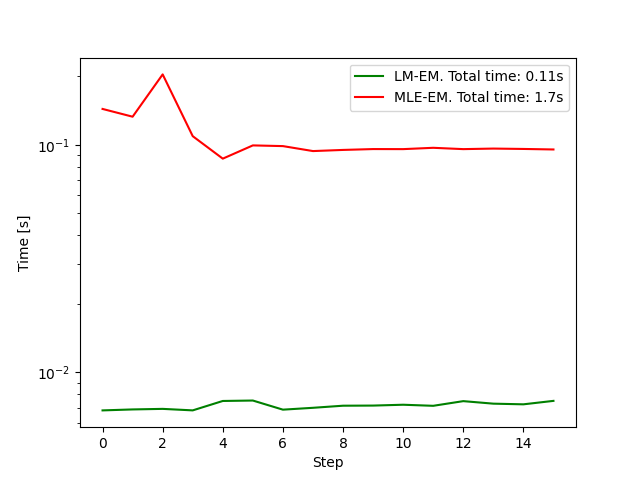 LM-EM. Total time: 0.11s
MLE-EM. Total time: 1.7s
10⁻¹
10⁻²
Time [s]
0 2 4 6 8 10 12 14
Step